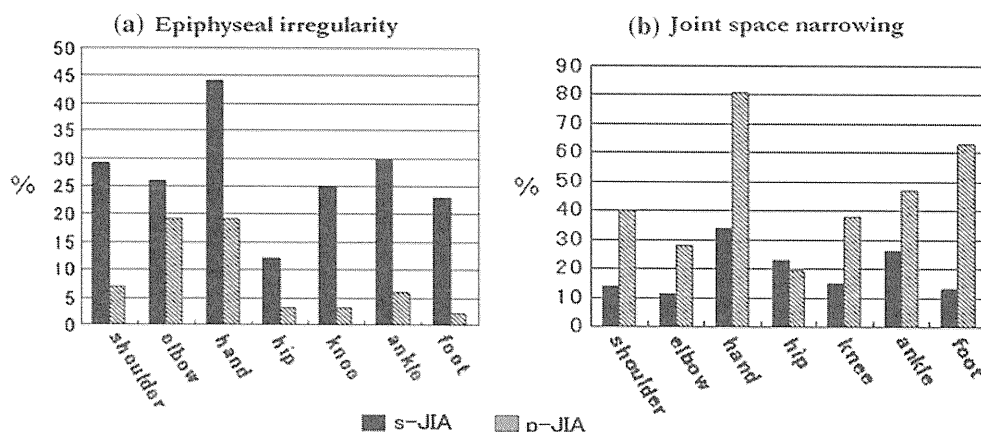 (a) Epiphyseal irregularity
50
45
40
35
30
25
20
15
10
5
0
%
shoulder
elbow
hand
hip
knee
ankle
foot
(b) Joint space narrowing
90
80
70
60
50
40
30
20
10
0
%
shoulder
elbow
hand
hip
knee
ankle
foot
s-JIA
p-JIA